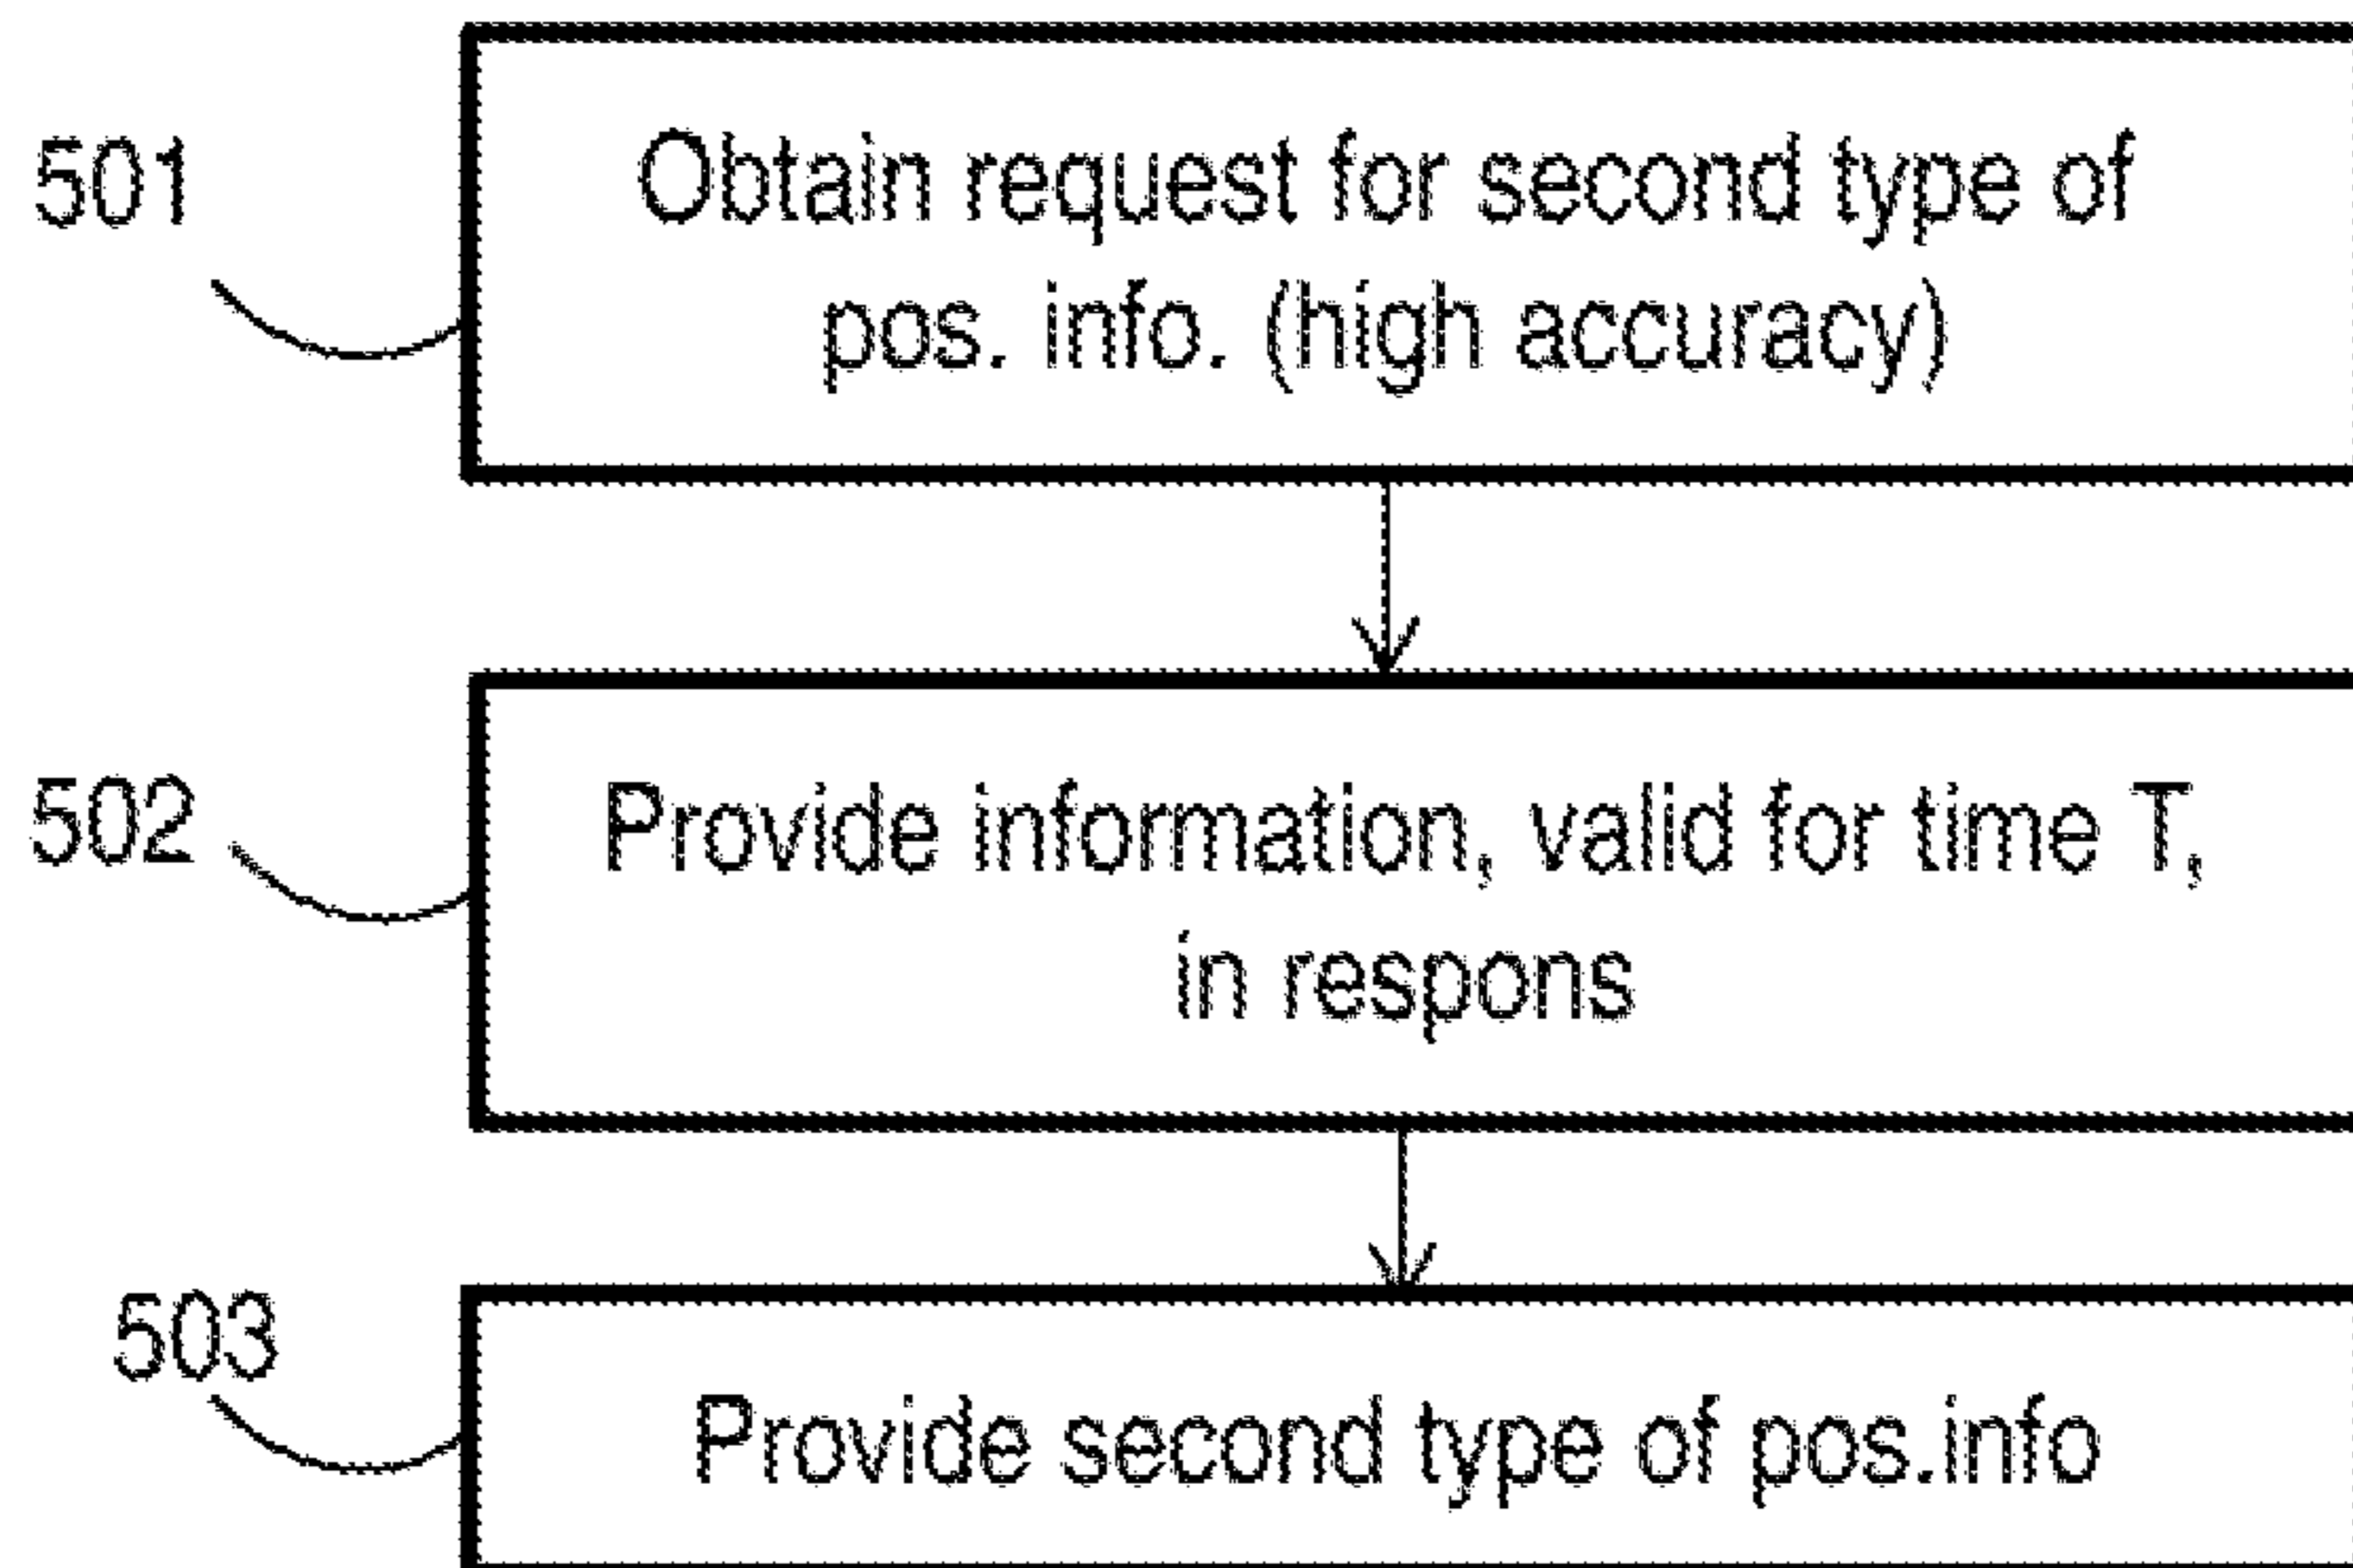 501
Obtain request for second type of
pos. info. (high accuracy)
502
Provide information, valid for time T,
in respons
503
Provide second type of pos.info